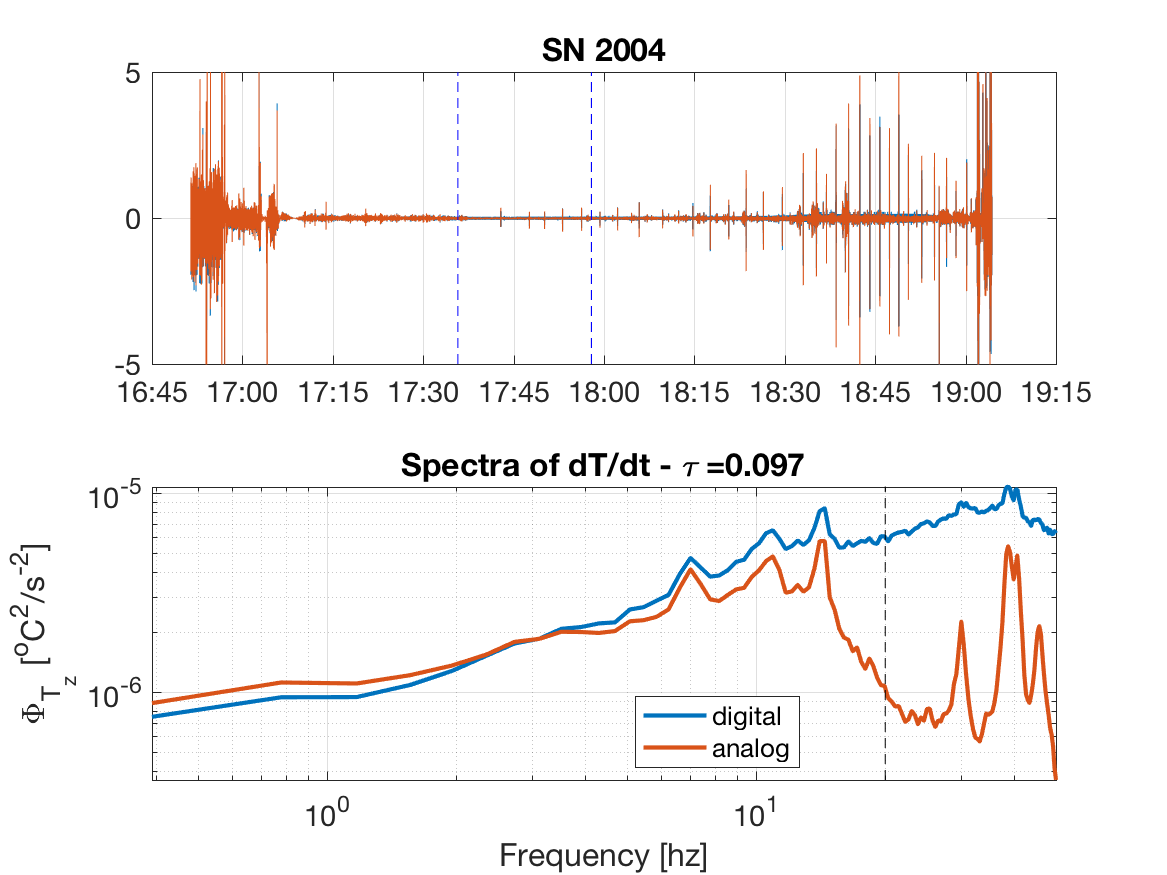 SN 2004
5
0
-5
16:45 17:00 17:15 17:30 17:45 18:00 18:15 18:30 18:45 19:00 19:15
Spectra of dT/dt - τ =0.097
10^-5
10^-6
Φ_T_z [°C^2/s^-2]
digital
analog
10^0 10^1
Frequency [hz]